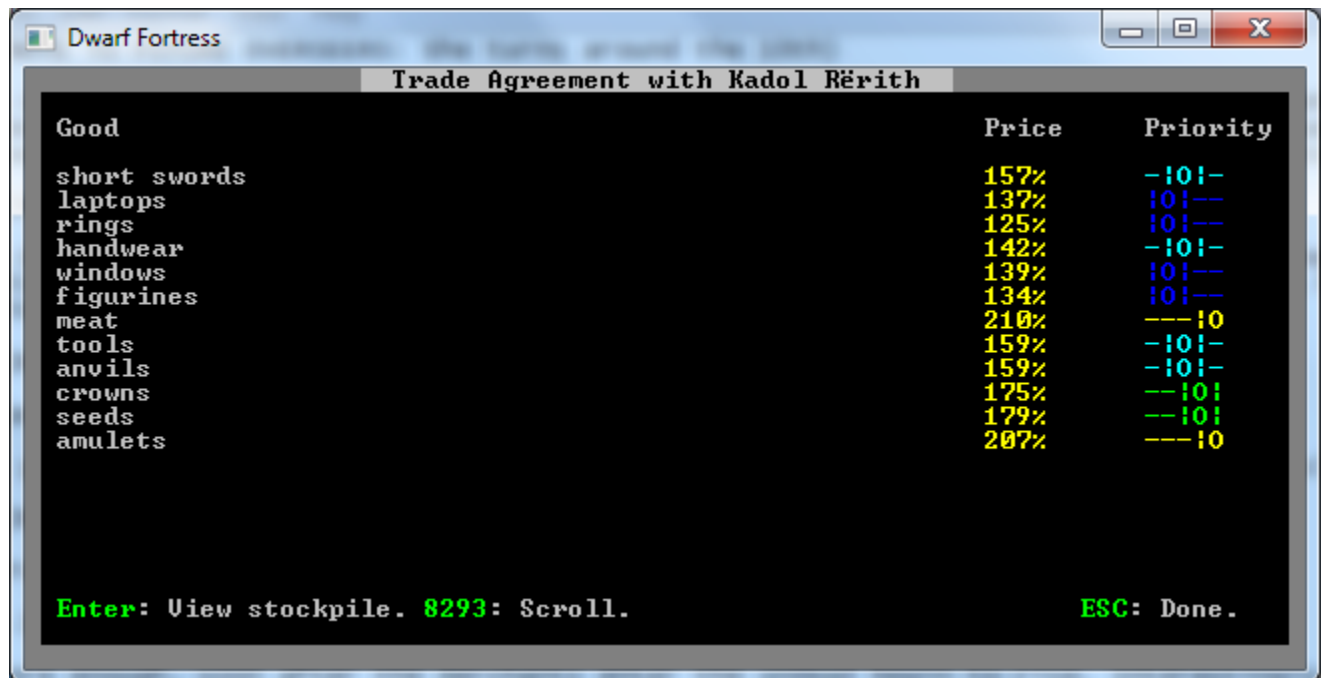 Dwarf Fortress
Trade Agreement with Kadol Rërith
Good Price Priority
short swords 157% -|O|-
laptops 137% |O|--
rings 125% |O|--
handwear 142% -|O|-
windows 139% |O|--
figurines 134% |O|--
meat 210% ---|O
tools 159% -|O|-
anvils 159% -|O|-
crowns 175% --|O|
seeds 179% --|O|
amulets 207% ---|O
Enter: View stockpile. 8293: Scroll. ESC: Done.